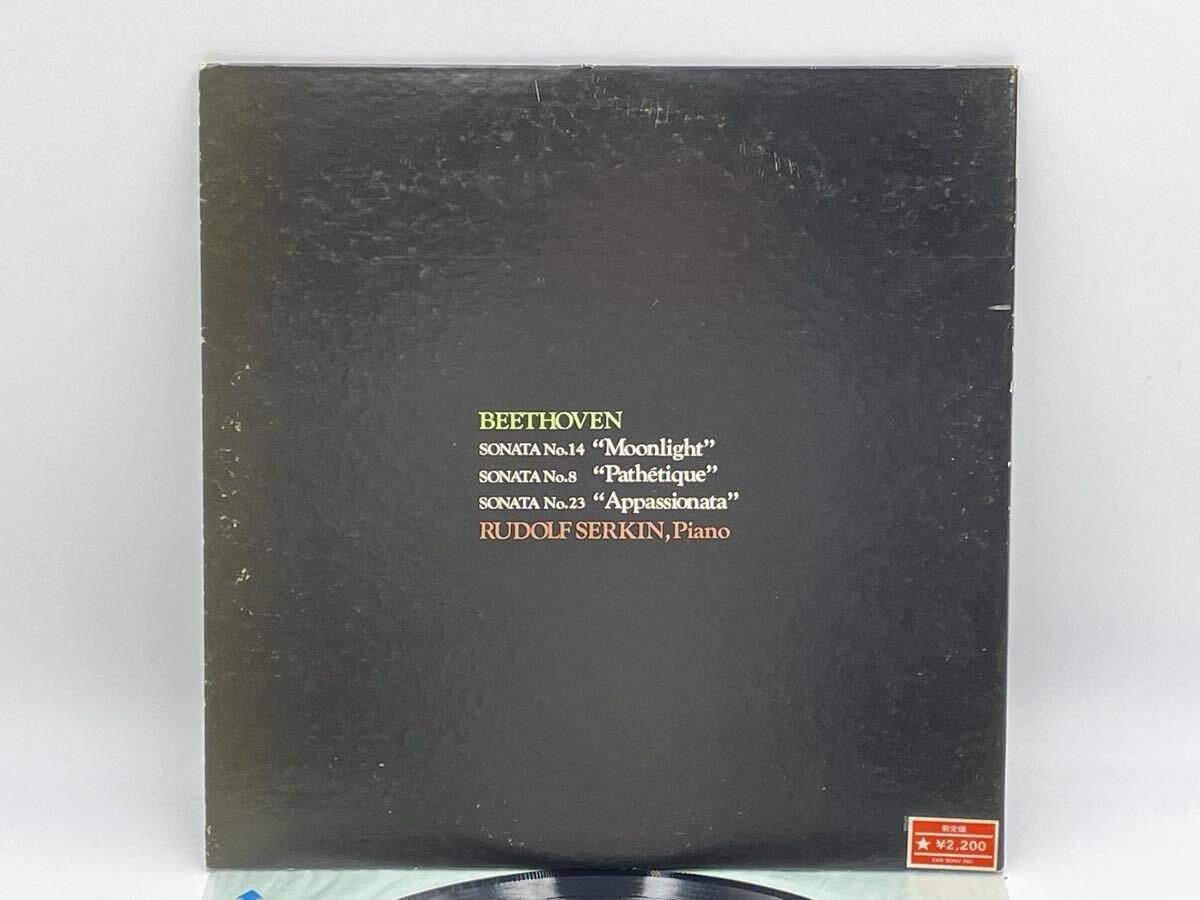 BEETHOVEN
SONATA No.14 “Moonlight”
SONATA No.8 “Pathétique”
SONATA No.23 “Appassionata”
RUDOLF SERKIN, Piano
新定価
★ ¥2,200
CBS SONY INC.